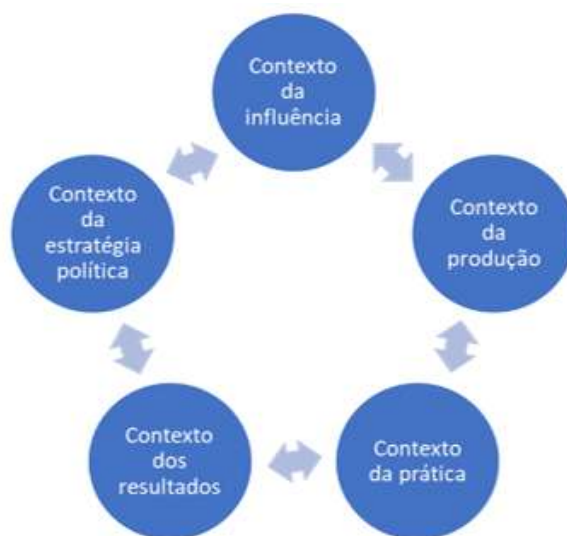 Contexto
da
influência
Contexto
da
produção
Contexto
da prática
Contexto
dos
resultados
Contexto
da
estratégia
política